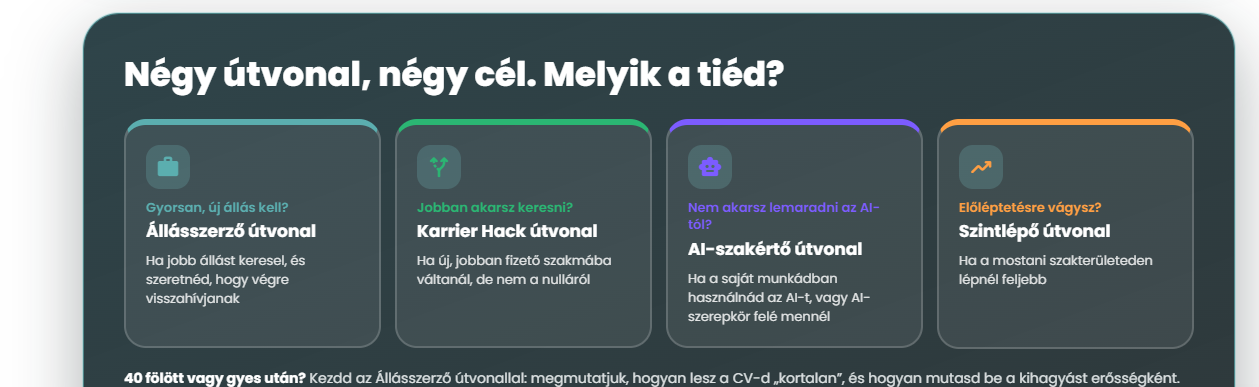 Négy útvonal, négy cél. Melyik a tiéd?
Gyorsan, új állás kell?
Állásszerző útvonal
Ha jobb állást keresel, és
szeretnéd, hogy végre
visszahívjanak
Jobban akarsz keresni?
Karrier Hack útvonal
Ha új, jobban fizető szakmába
váltanál, de nem a nulláról
Nem akarsz lemaradni az AI-
tól?
AI-szakértő útvonal
Ha a saját munkádban
használnád az AI-t, vagy AI-
szerepkör felé mennél
Előléptetésre vágysz?
Szintlépő útvonal
Ha a mostani szakterületeden
lépnél feljebb
40 fölött vagy gyes után? Kezdd az Állásszerző útvonallal: megmutatjuk, hogyan lesz a CV-d „kortalan”, és hogyan mutasd be a kihagyást erősségként.